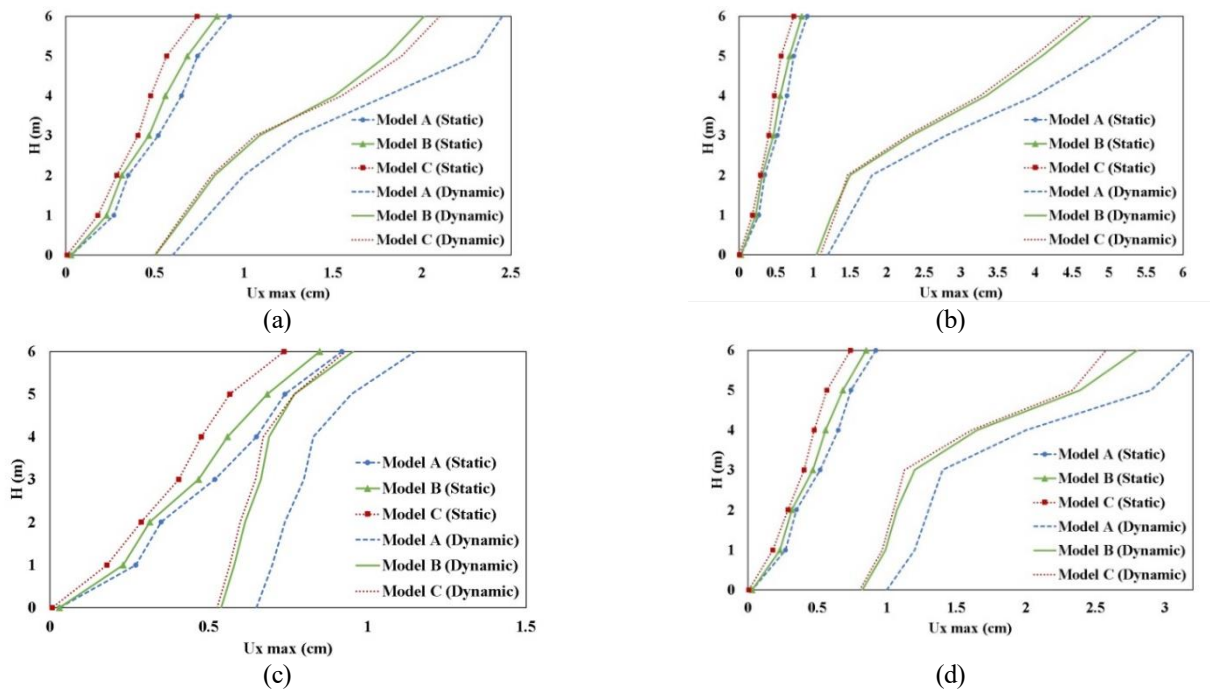 6
5
4
3
2
1
0
H (m)
Model A (Static)
Model B (Static)
Model C (Static)
Model A (Dynamic)
Model B (Dynamic)
Model C (Dynamic)
0 0.5 1 1.5 2 2.5
Ux max (cm)
(a)
6
5
4
3
2
1
0
H (m)
Model A (Static)
Model B (Static)
Model C (Static)
Model A (Dynamic)
Model B (Dynamic)
Model C (Dynamic)
0 0.5 1 1.5 2 2.5 3 3.5 4 4.5 5 5.5 6
Ux max (cm)
(b)
6
5
4
3
2
1
0
H (m)
Model A (Static)
Model B (Static)
Model C (Static)
Model A (Dynamic)
Model B (Dynamic)
Model C (Dynamic)
0 0.5 1 1.5
Ux max (cm)
(c)
6
5
4
3
2
1
0
H (m)
Model A (Static)
Model B (Static)
Model C (Static)
Model A (Dynamic)
Model B (Dynamic)
Model C (Dynamic)
0 0.5 1 1.5 2 2.5 3
Ux max (cm)
(d)